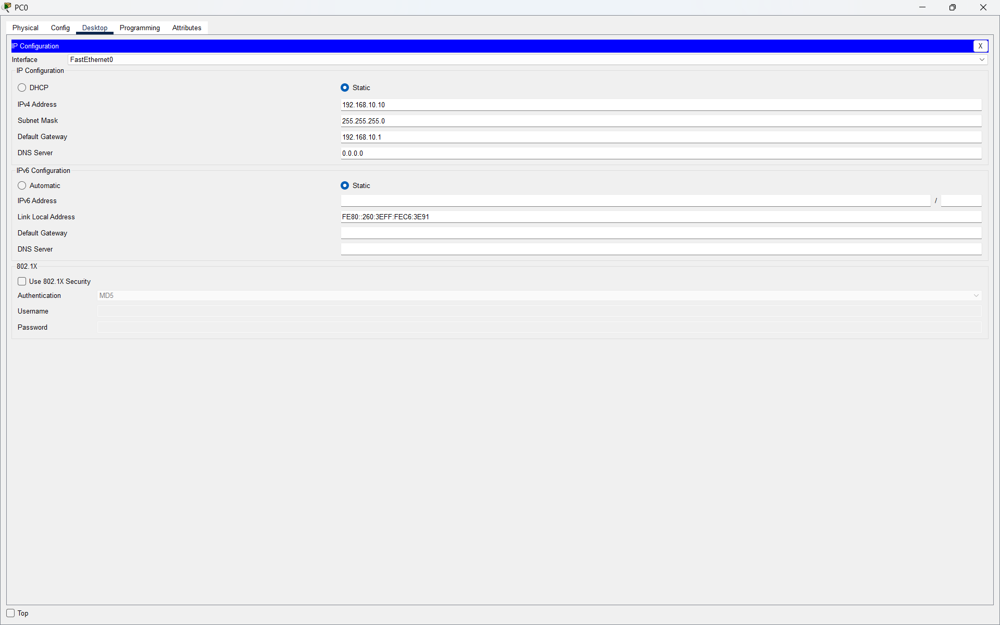 PC0
Physical Config Desktop Programming Attributes
IP Configuration X
Interface FastEthernet0
IP Configuration
DHCP Static
IPv4 Address 192.168.10.10
Subnet Mask 255.255.255.0
Default Gateway 192.168.10.1
DNS Server 0.0.0.0
IPv6 Configuration
Automatic Static
IPv6 Address /
Link Local Address FE80::260:3EFF:FEC6:3E91
Default Gateway
DNS Server
802.1X
Use 802.1X Security
Authentication MD5
Username
Password
Top